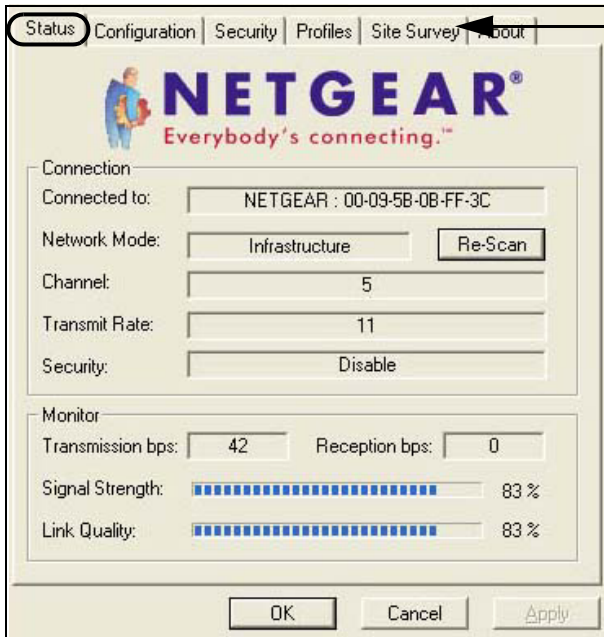 Status Configuration Security Profiles Site Survey About
NETGEAR®
Everybody's connecting.™
Connection
Connected to: NETGEAR : 00-09-5B-0B-FF-3C
Network Mode: Infrastructure Re-Scan
Channel: 5
Transmit Rate: 11
Security: Disable
Monitor
Transmission bps: 42 Reception bps: 0
Signal Strength: 83 %
Link Quality: 83 %
OK Cancel Apply